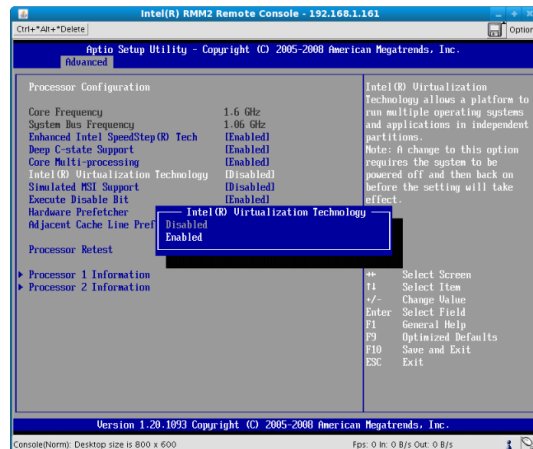 Intel(R) RMM2 Remote Console - 192.168.1.161
Ctrl+"Alt+"Delete
Option
Aptio Setup Utility - Copyright (C) 2005-2008 American Megatrends, Inc.
Advanced
Processor Configuration
Core Frequency 1.6 GHz
System Bus Frequency 1.06 GHz
Enhanced Intel SpeedStep(R) Tech [Enabled]
Deep C-state Support [Enabled]
Core Multi-processing [Enabled]
Intel(R) Virtualization Technology [Disabled]
Simulated MSI Support [Disabled]
Execute Disable Bit [Enabled]
Hardware Prefetcher
Adjacent Cache Line Pref
Processor Retest
Processor 1 Information
Processor 2 Information
Intel(R) Virtualization Technology
Disabled
Enabled
Intel(R) Virtualization
Technology allows a platform to
run multiple operating systems
and applications in independent
partitions.
Note: A change to this option
requires the system to be
powered off and then back on
before the setting will take
effect.
Select Screen
↑↓ Select Item
+/- Change Value
Enter Select Field
F1 General Help
F9 Optimized Defaults
F10 Save and Exit
ESC Exit
Version 1.20.1093 Copyright (C) 2005-2008 American Megatrends, Inc.
Console(Norm): Desktop size is 800 x 600
Fps: 0 In: 0 B/s Out: 0 B/s